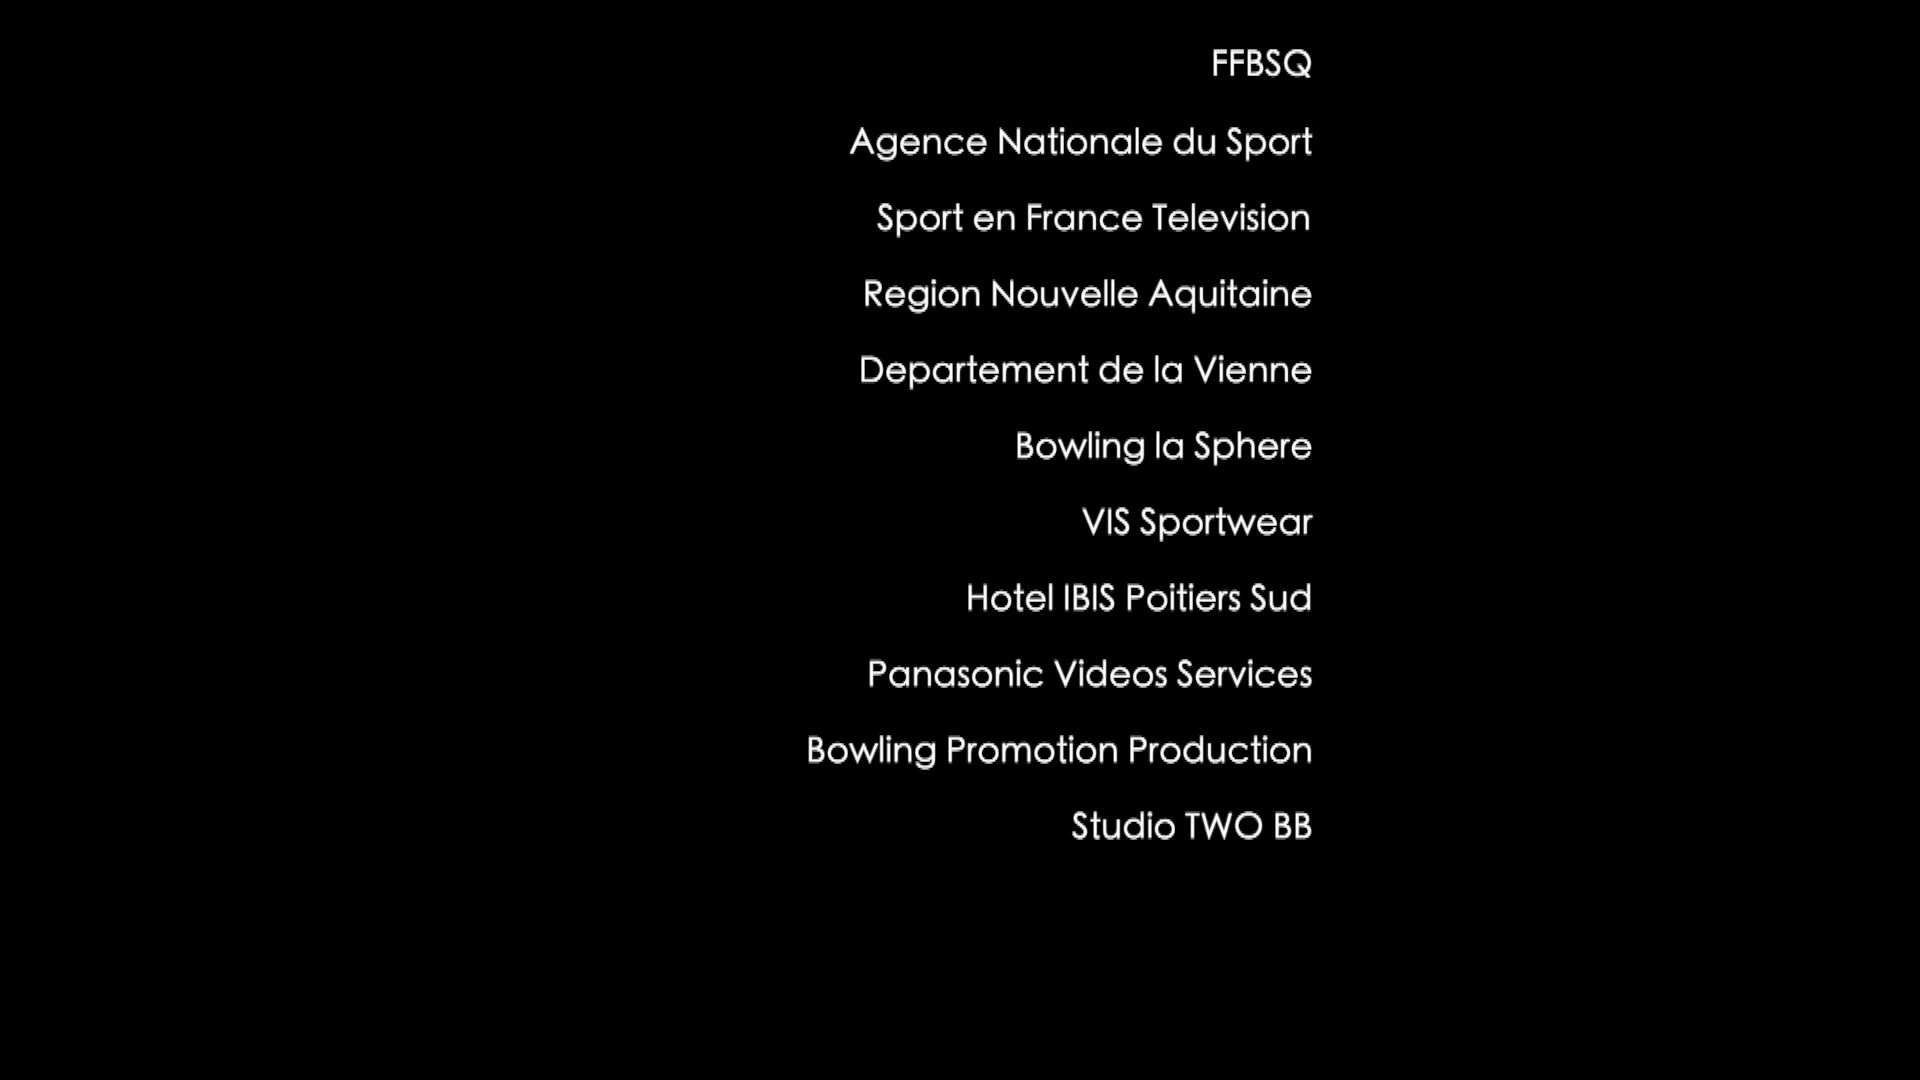 FFBSQ
Agence Nationale du Sport
Sport en France Television
Region Nouvelle Aquitaine
Departement de la Vienne
Bowling la Sphere
VIS Sportwear
Hotel IBIS Poitiers Sud
Panasonic Videos Services
Bowling Promotion Production
Studio TWO BB